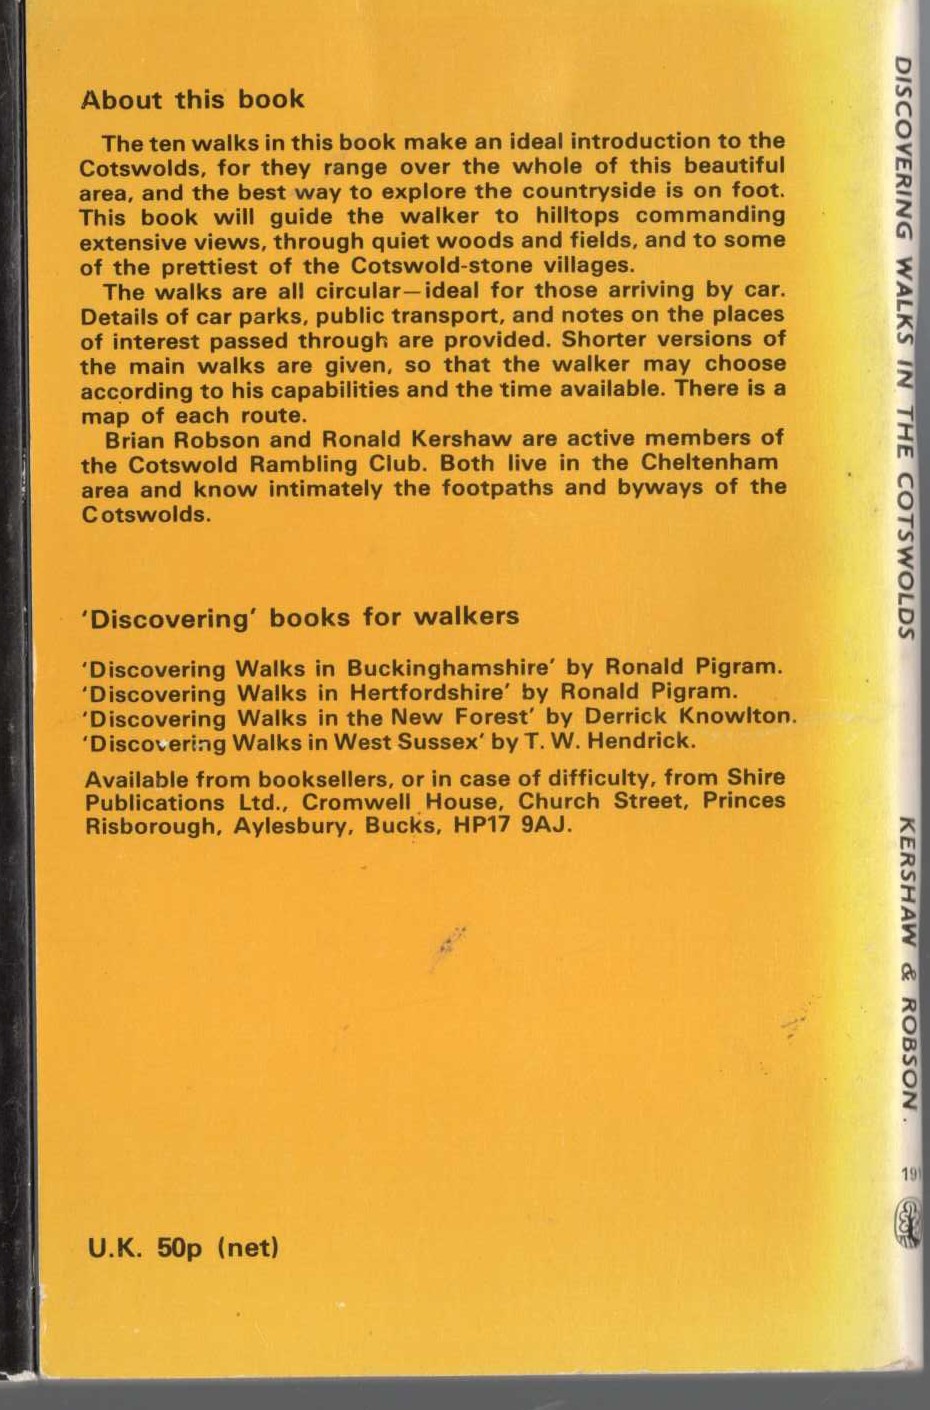 About this book
The ten walks in this book make an ideal introduction to the
Cotswolds, for they range over the whole of this beautiful
area, and the best way to explore the countryside is on foot.
This book will guide the walker to hilltops commanding
extensive views, through quiet woods and fields, and to some
of the prettiest of the Cotswold-stone villages.
The walks are all circular—ideal for those arriving by car.
Details of car parks, public transport, and notes on the places
of interest passed through are provided. Shorter versions of
the main walks are given, so that the walker may choose
according to his capabilities and the time available. There is a
map of each route.
Brian Robson and Ronald Kershaw are active members of
the Cotswold Rambling Club. Both live in the Cheltenham
area and know intimately the footpaths and byways of the
Cotswolds.
'Discovering' books for walkers
'Discovering Walks in Buckinghamshire' by Ronald Pigram.
'Discovering Walks in Hertfordshire' by Ronald Pigram.
'Discovering Walks in the New Forest' by Derrick Knowlton.
'Discovering Walks in West Sussex' by T. W. Hendrick.
Available from booksellers, or in case of difficulty, from Shire
Publications Ltd., Cromwell House, Church Street, Princes
Risborough, Aylesbury, Bucks, HP17 9AJ.
U.K. 50p (net)
DISCOVERING WALKS IN THE COTSWOLDS
KERSHAW & ROBSON.